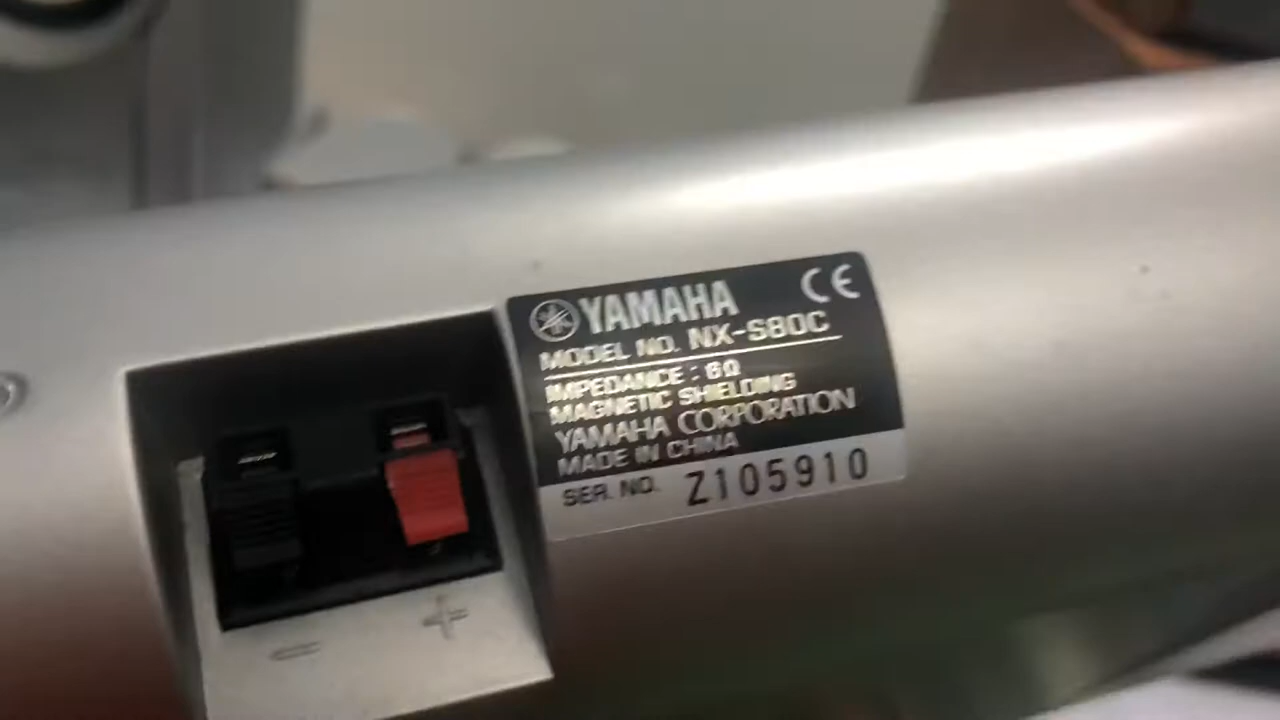 YAMAHA CE
MODEL NO. NX-S80C
IMPEDANCE : 6Ω
MAGNETIC SHIELDING
YAMAHA CORPORATION
MADE IN CHINA
SER. NO. Z105910
− +